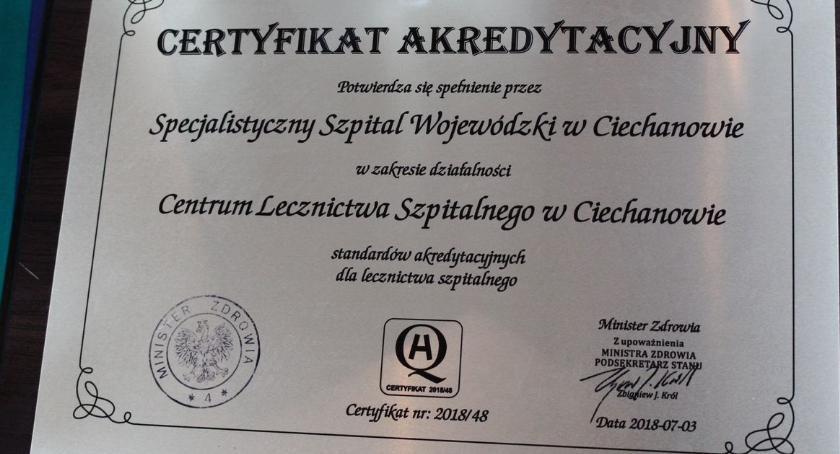 CERTYFIKAT AKREDYTACYJNY
Potwierdza się spełnienie przez
Specjalistyczny Szpital Wojewódzki w Ciechanowie
w zakresie działalności
Centrum Lecznictwa Szpitalnego w Ciechanowie
standardów akredytacyjnych
dla lecznictwa szpitalnego
MINISTER ZDROWIA
* 4 *
QH
CERTYFIKAT 2018/48
Certyfikat nr: 2018/48
Minister Zdrowia
Z upoważnienia
MINISTRA ZDROWIA
PODSEKRETARZ STANU
Zbigniew J. Król
Data 2018-07-03